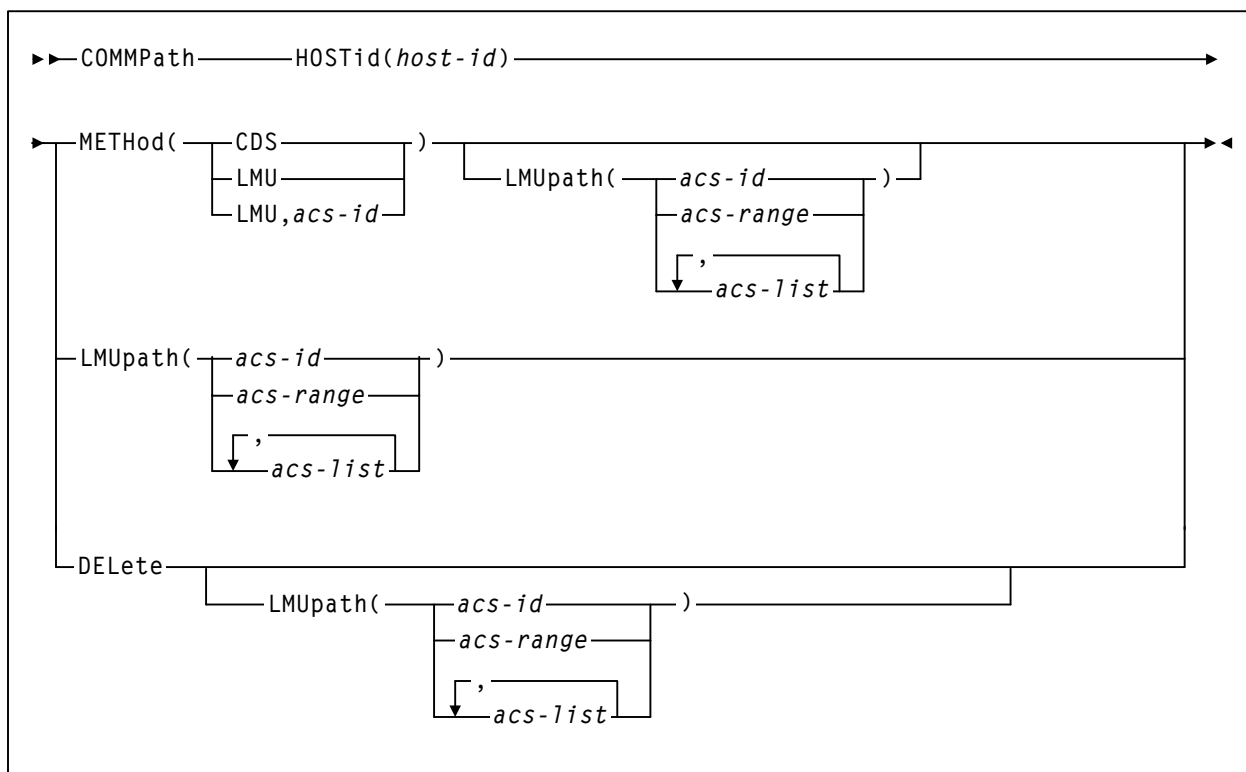 COMMPath HOSTid(host-id)
METHod( CDS )
LMU LMUpath( acs-id )
LMU,acs-id acs-range
,
acs-list
LMUpath( acs-id )
acs-range
,
acs-list
DELete
LMUpath( acs-id )
acs-range
,
acs-list